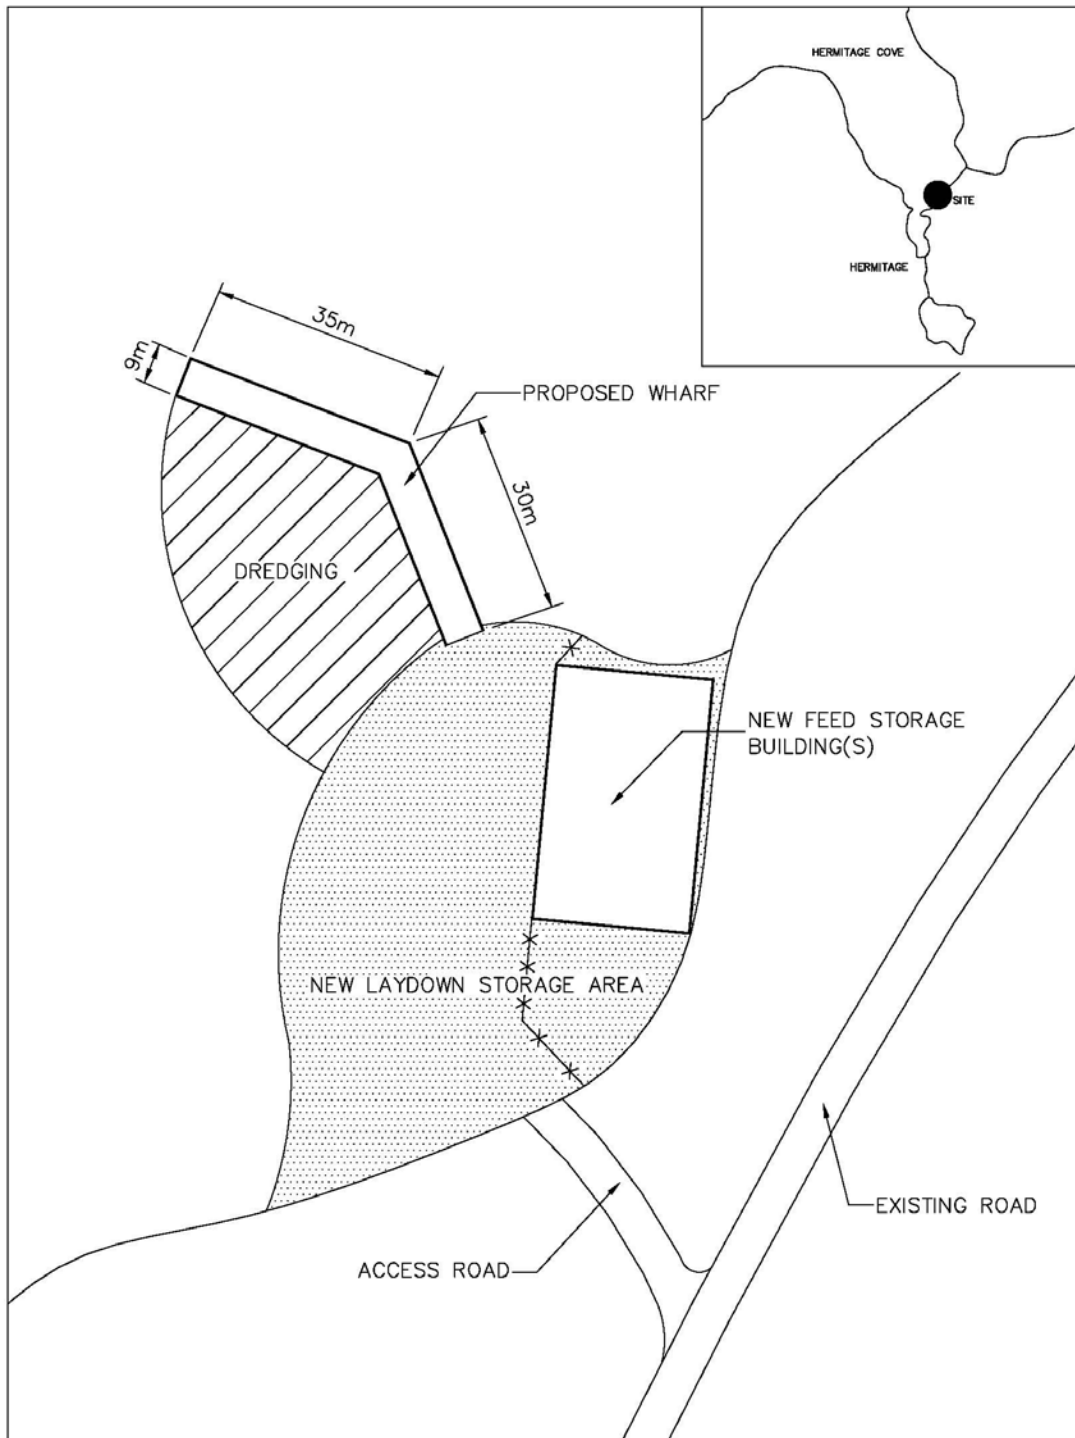 HERMITAGE COVE
SITE
HERMITAGE
35m
9m
PROPOSED WHARF
30m
DREDGING
NEW FEED STORAGE
BUILDING(S)
NEW LAYDOWN STORAGE AREA
EXISTING ROAD
ACCESS ROAD